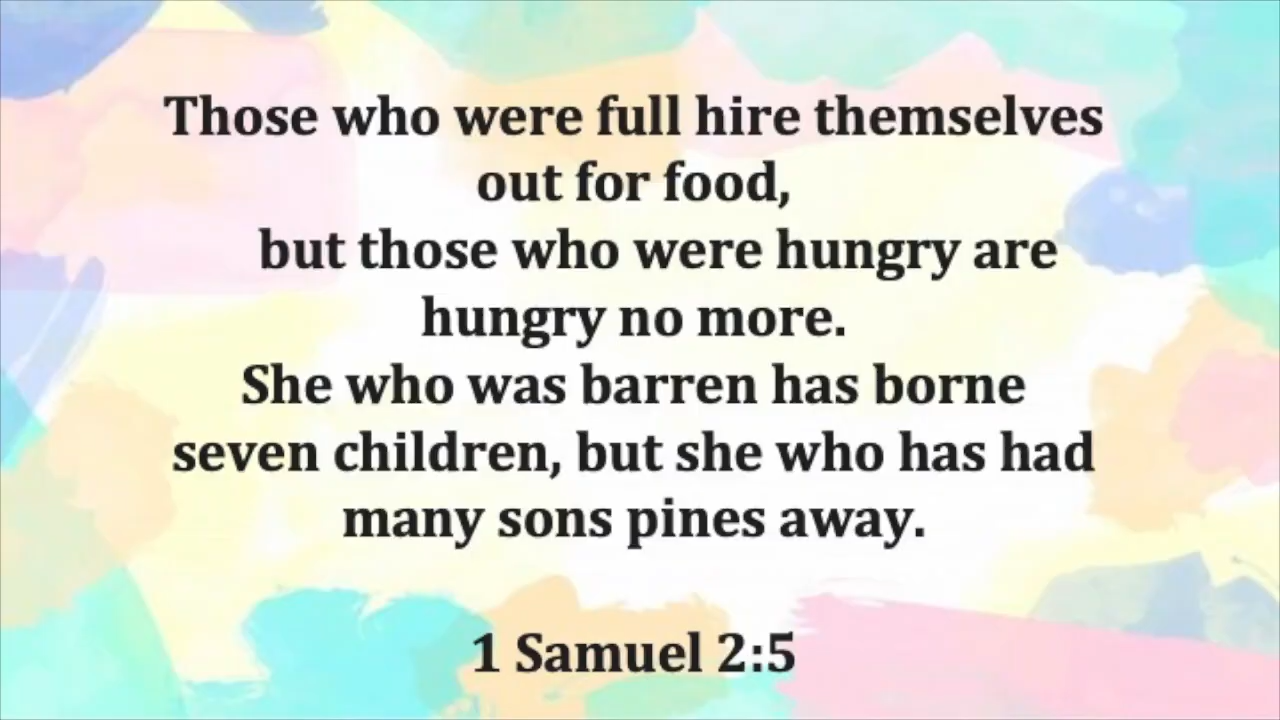 Those who were full hire themselves
out for food,
but those who were hungry are
hungry no more.
She who was barren has borne
seven children, but she who has had
many sons pines away.
1 Samuel 2:5